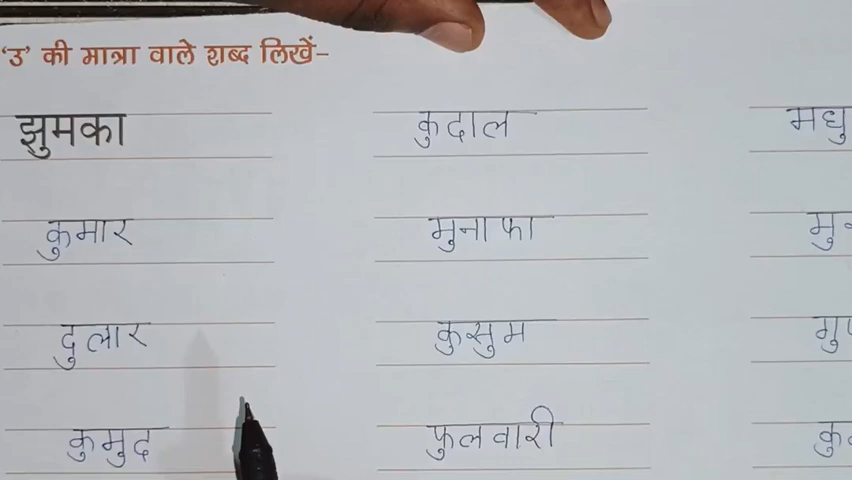 'उ' की मात्रा वाले शब्द लिखें-
झुमका कुदाल मधु
कुमार मुनाफा
दुलार कुसुम
कुमुद फुलवारी